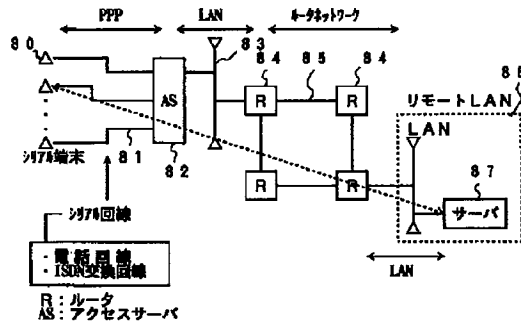 PPP LAN ルータネットワーク
80 83 84 85 84 86
AS R R リモートLAN
LAN
シリアル端末 81 82 R R 87
サーバ
シリアル回線
LAN
・電話回線
・ISDN交換回線
R:ルータ
AS:アクセスサーバ